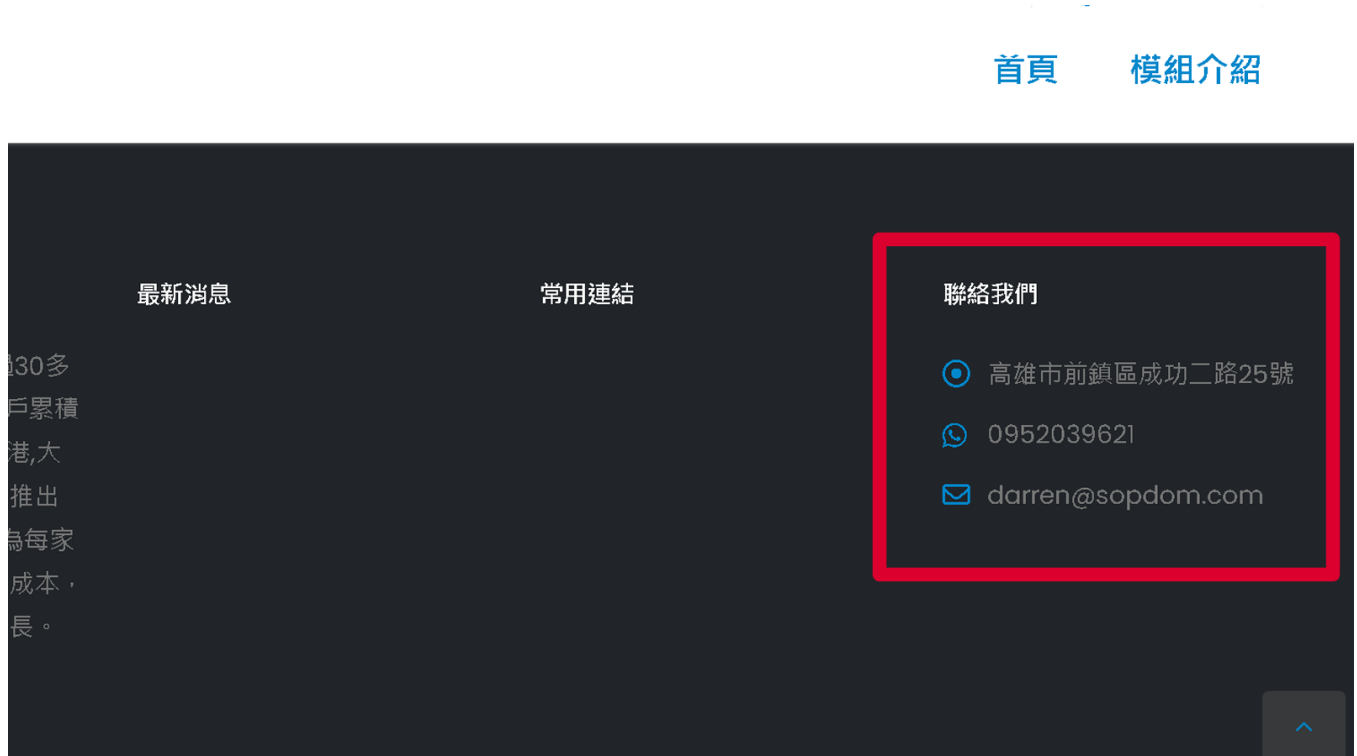 首頁 模組介紹
最新消息
常用連結
聯絡我們
30多
戶累積
港,大
推出
為每家
成本，
長。
高雄市前鎮區成功二路25號
0952039621
darren@sopdom.com